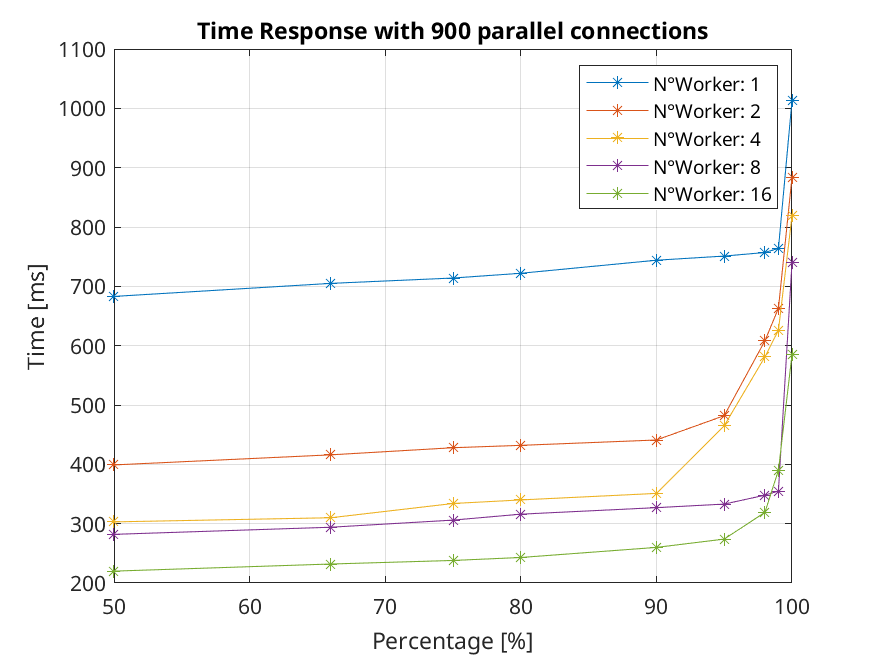 Time Response with 900 parallel connections
1100
1000
900
800
700
600
500
400
300
200
Time [ms]
N°Worker: 1
N°Worker: 2
N°Worker: 4
N°Worker: 8
N°Worker: 16
50
60
70
80
90
100
Percentage [%]